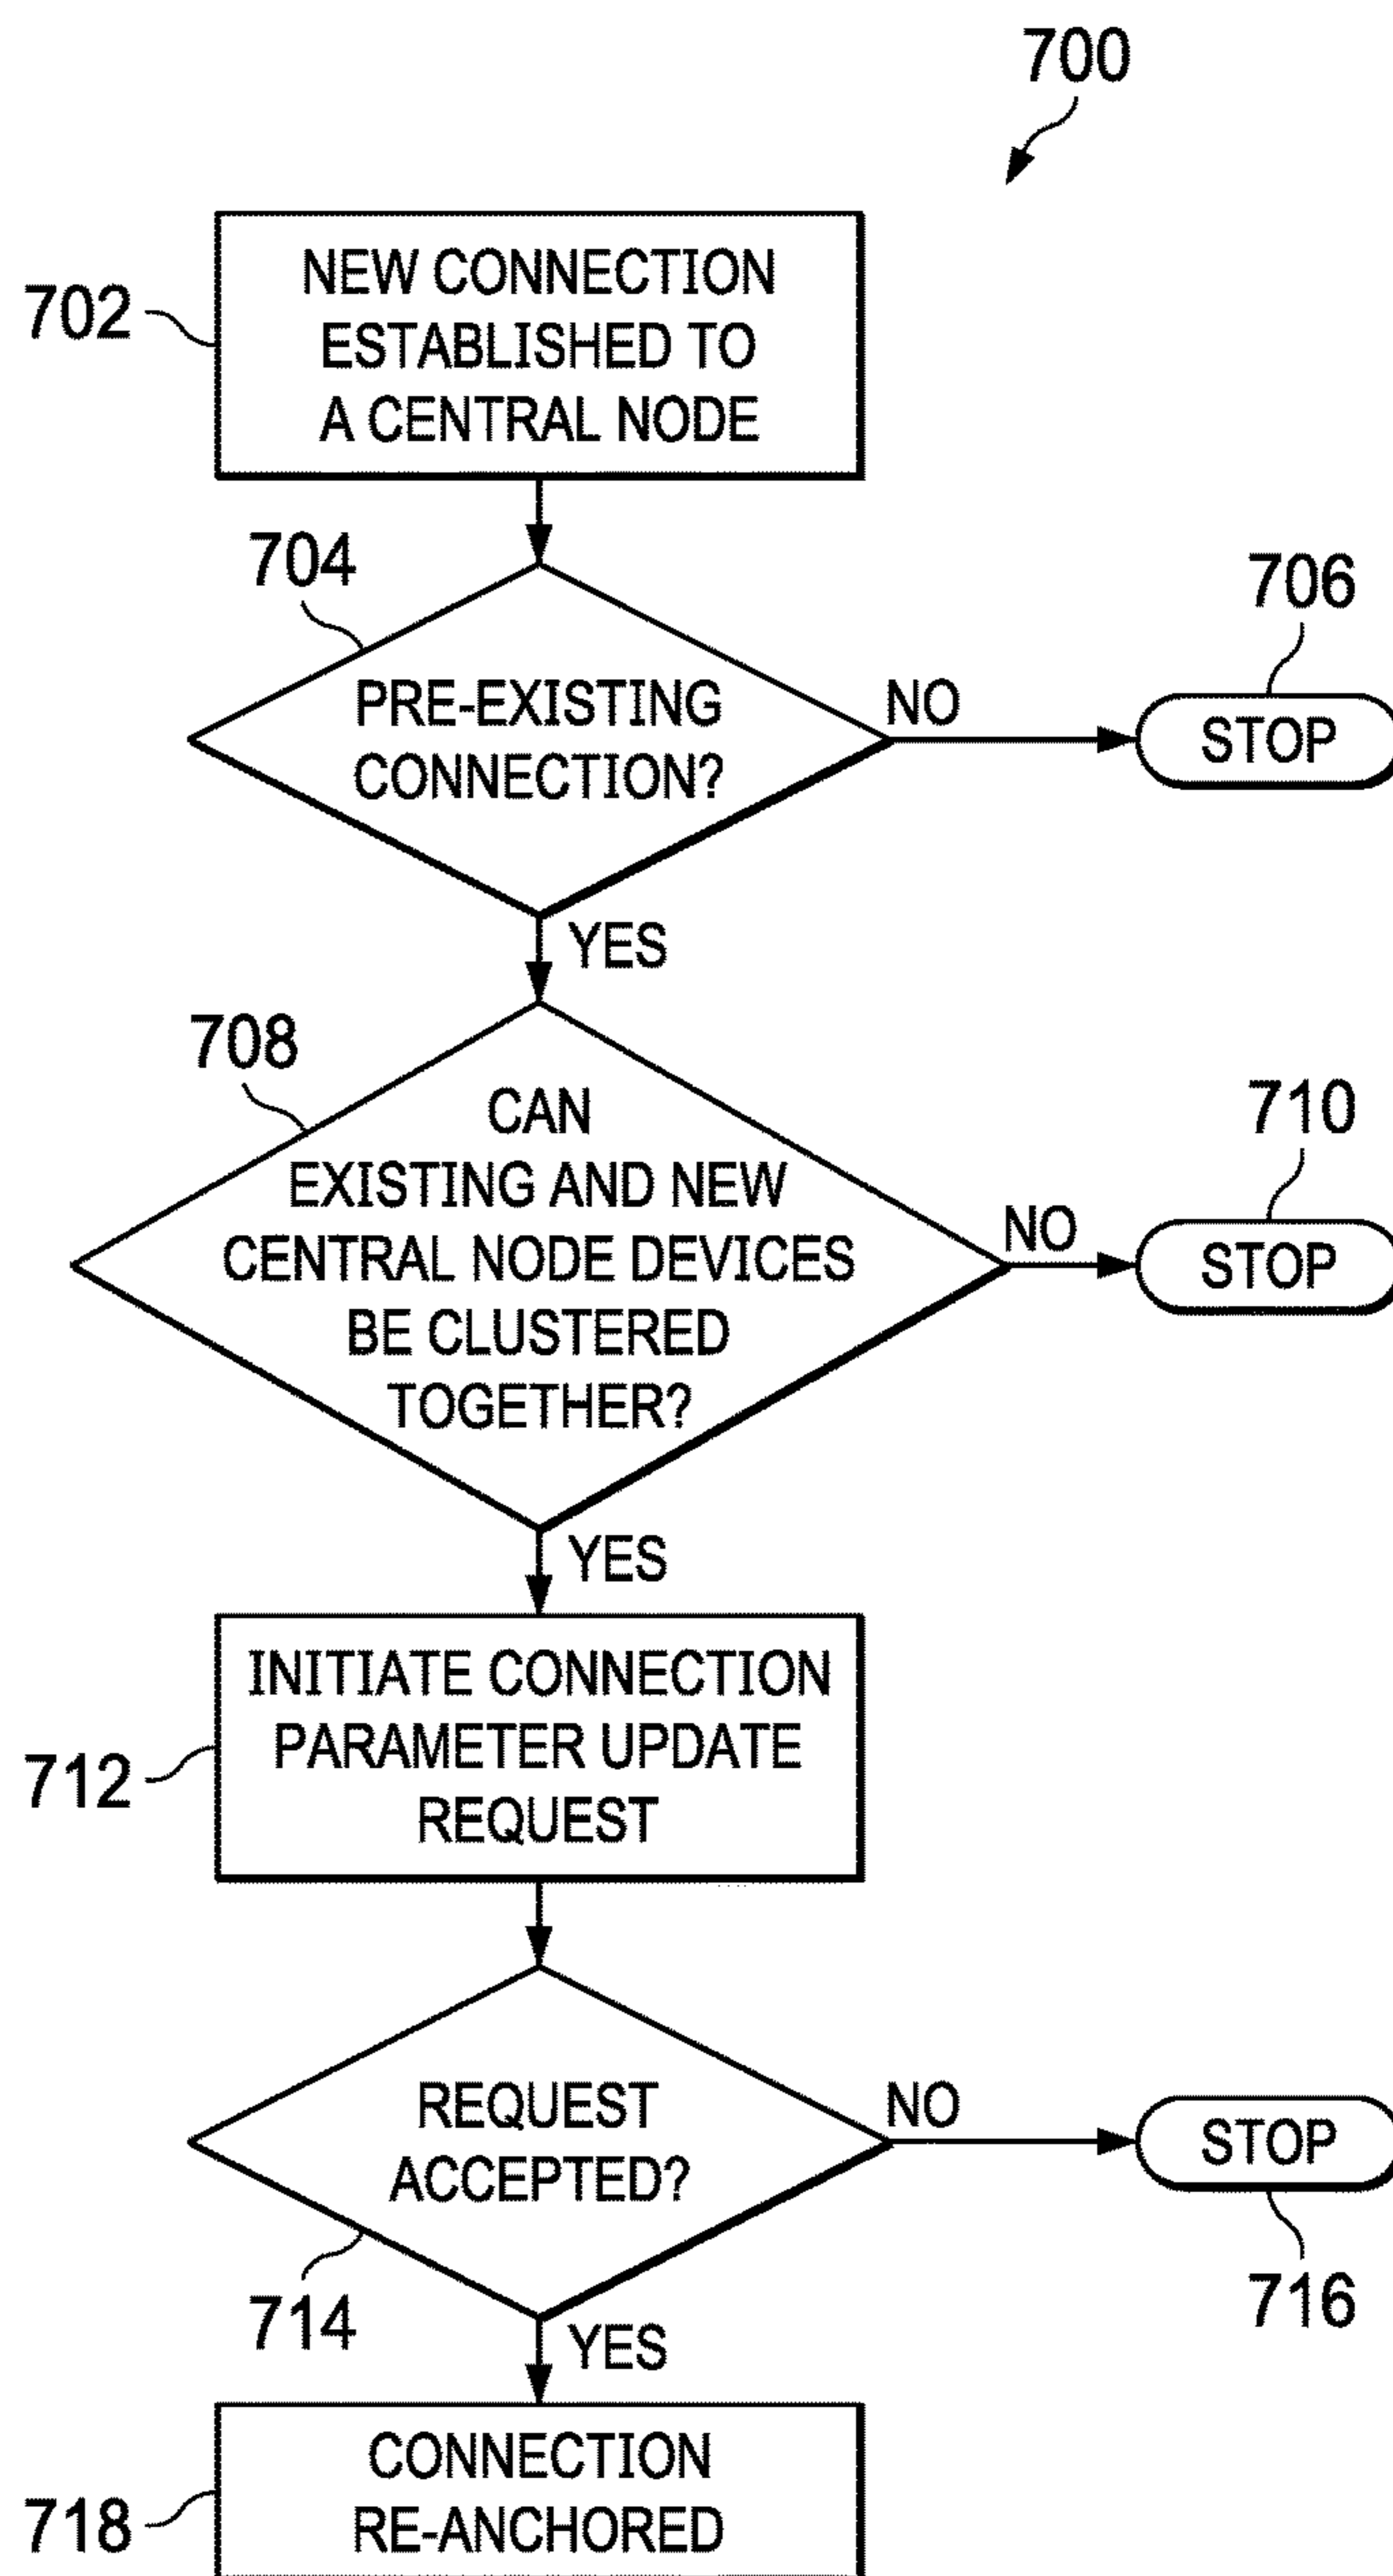 700
702
NEW CONNECTION
ESTABLISHED TO
A CENTRAL NODE
704
PRE-EXISTING
CONNECTION?
NO
706
STOP
YES
708
CAN
EXISTING AND NEW
CENTRAL NODE DEVICES
BE CLUSTERED
TOGETHER?
NO
710
STOP
YES
712
INITIATE CONNECTION
PARAMETER UPDATE
REQUEST
REQUEST
ACCEPTED?
714
NO
STOP
716
YES
718
CONNECTION
RE-ANCHORED